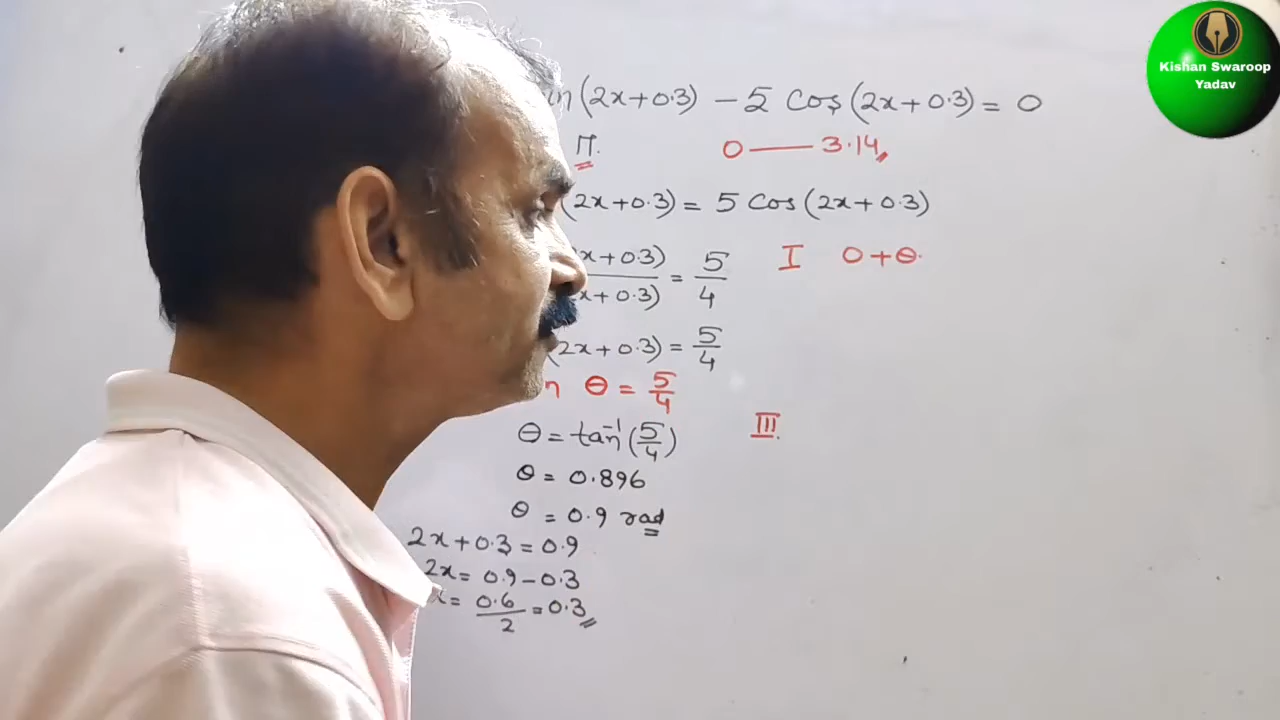 Kishan Swaroop
Yadav
(2x+0.3) - 5 cos(2x+0.3) = 0
π.
0 — 3.14
(2x+0.3) = 5 cos(2x+0.3)
x+0.3) / x+0.3) = 5/4
I 0+θ.
(2x+0.3) = 5/4
n θ = 5/4
III
θ = tan⁻¹(5/4)
θ = 0.896
θ = 0.9 rad
2x+0.3 = 0.9
2x = 0.9-0.3
x = 0.6/2 = 0.3